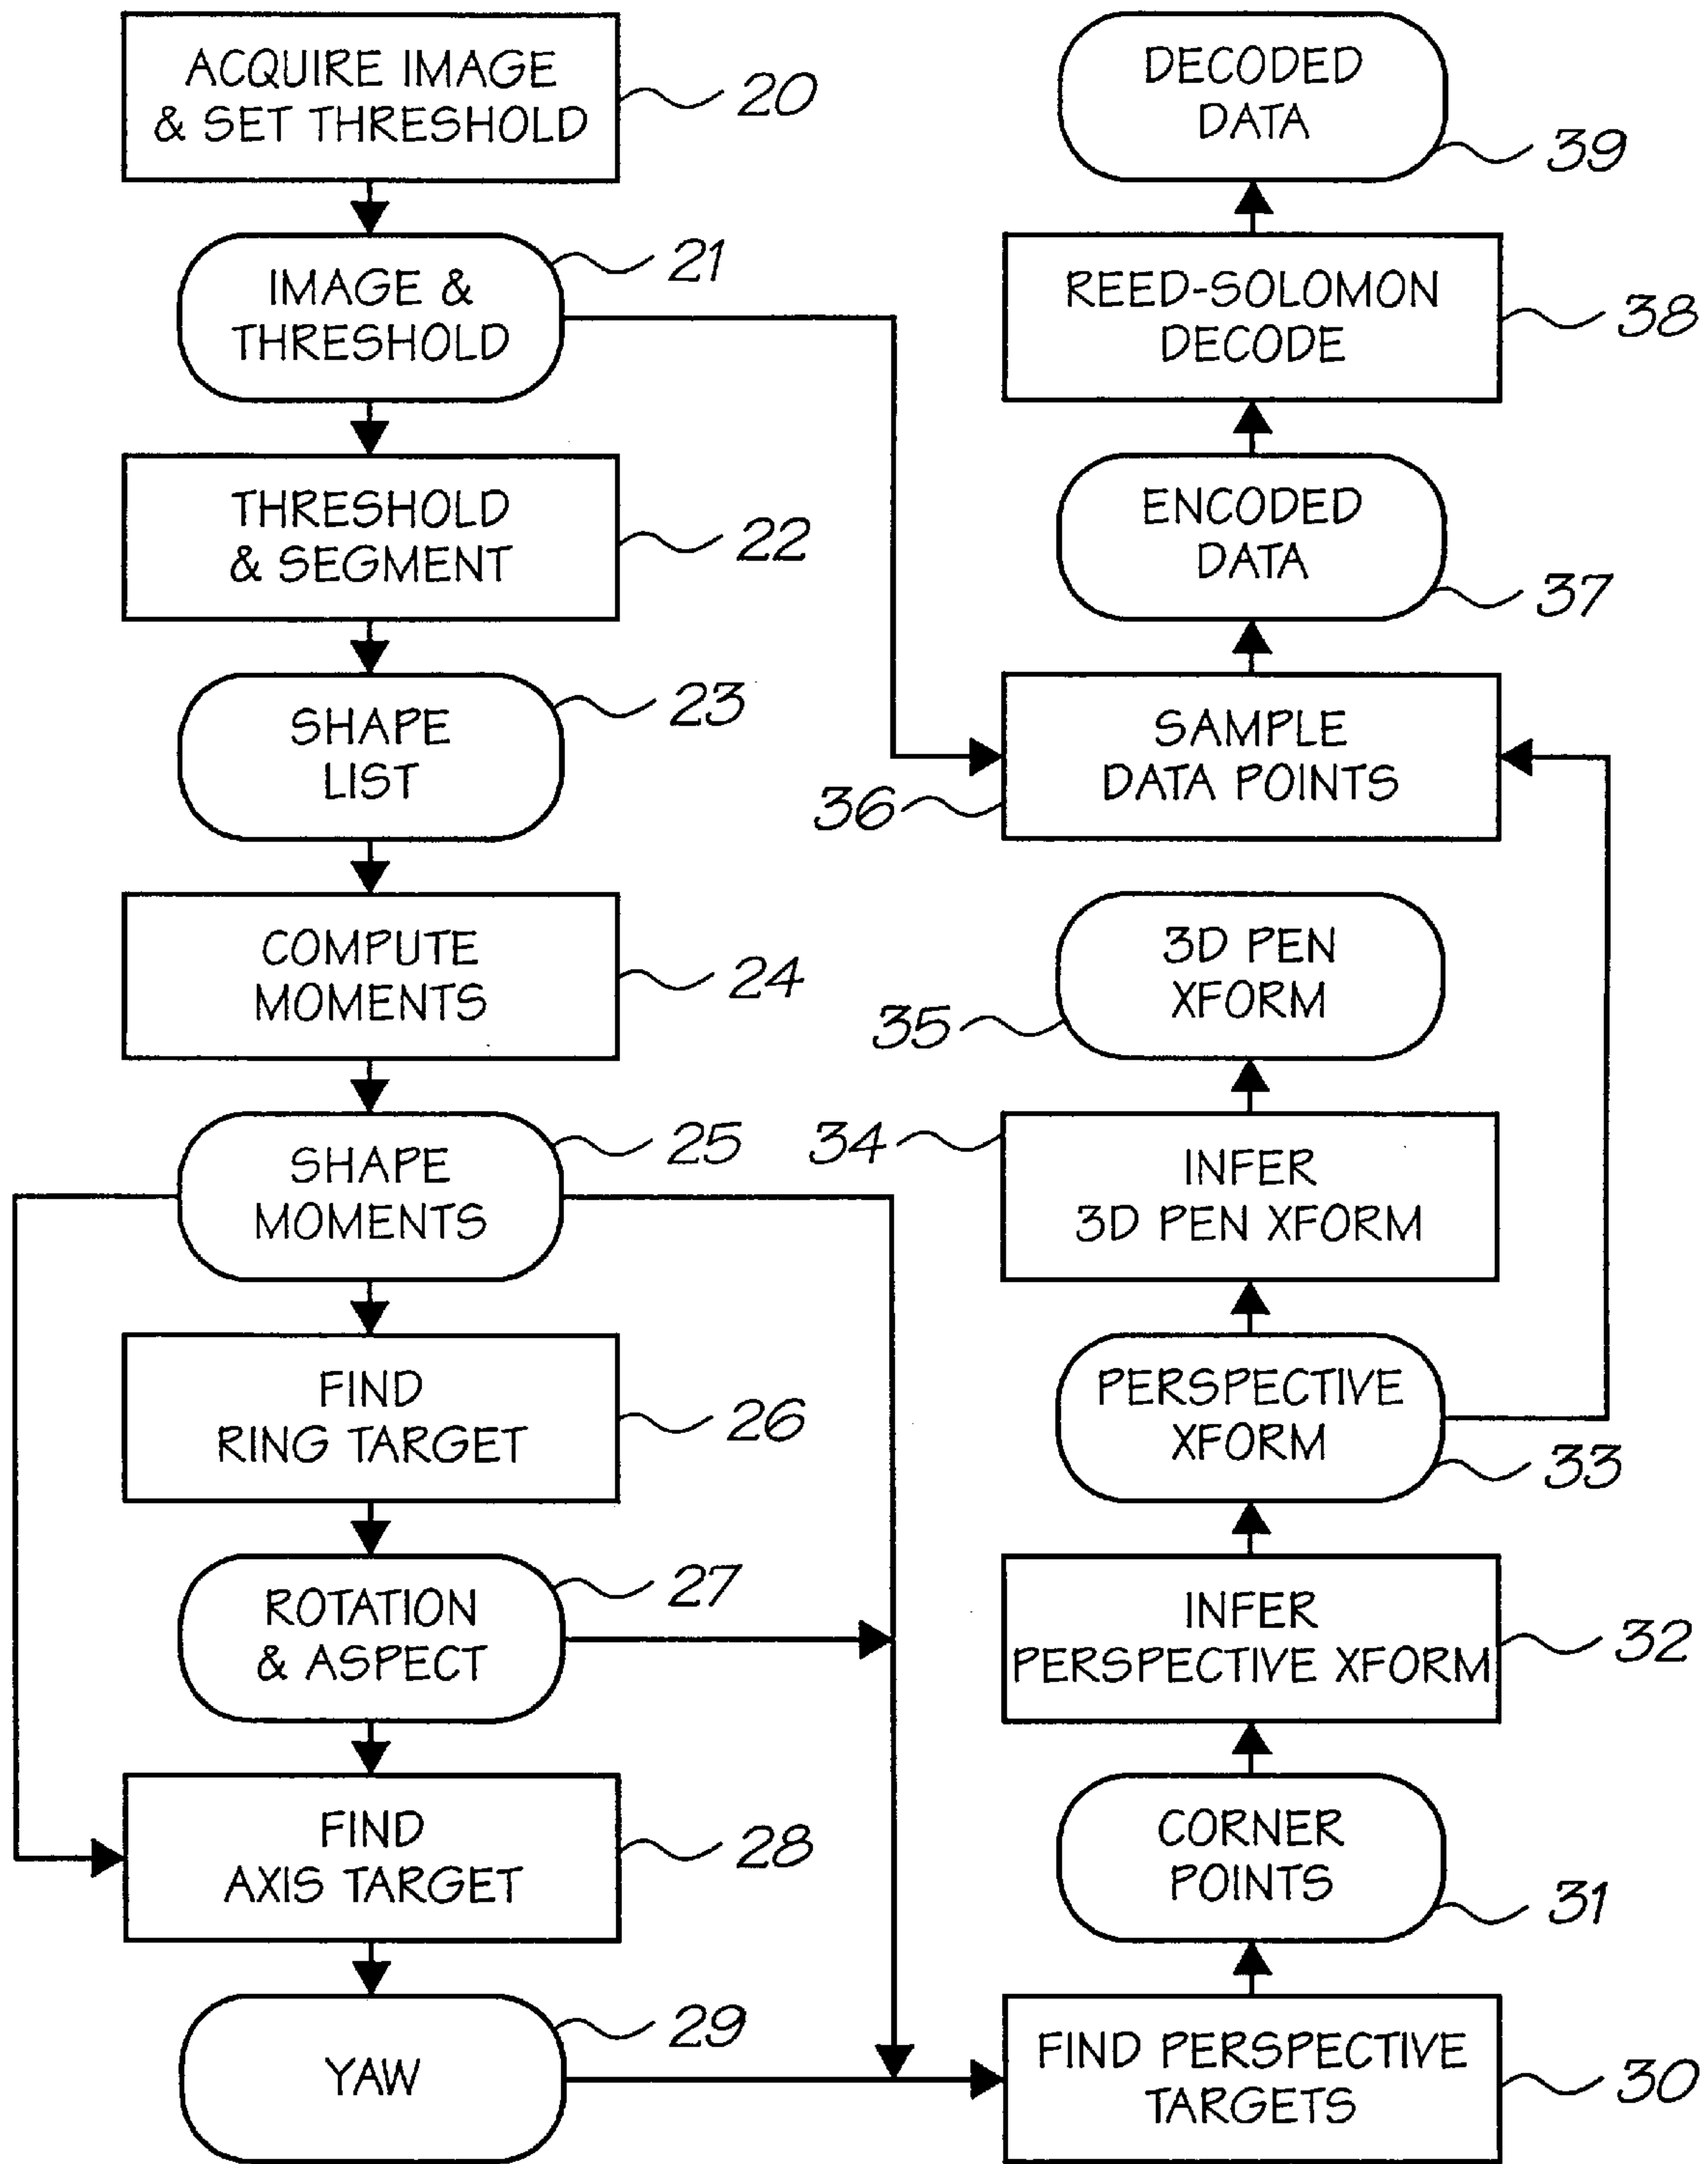 ACQUIRE IMAGE
& SET THRESHOLD
20
IMAGE &
THRESHOLD
21
THRESHOLD
& SEGMENT
22
SHAPE
LIST
23
COMPUTE
MOMENTS
24
SHAPE
MOMENTS
25
FIND
RING TARGET
26
ROTATION
& ASPECT
27
FIND
AXIS TARGET
28
YAW
29
DECODED
DATA
39
REED-SOLOMON
DECODE
38
ENCODED
DATA
37
SAMPLE
DATA POINTS
36
3D PEN
XFORM
35
34
INFER
3D PEN XFORM
PERSPECTIVE
XFORM
33
INFER
PERSPECTIVE XFORM
32
CORNER
POINTS
31
FIND PERSPECTIVE
TARGETS
30